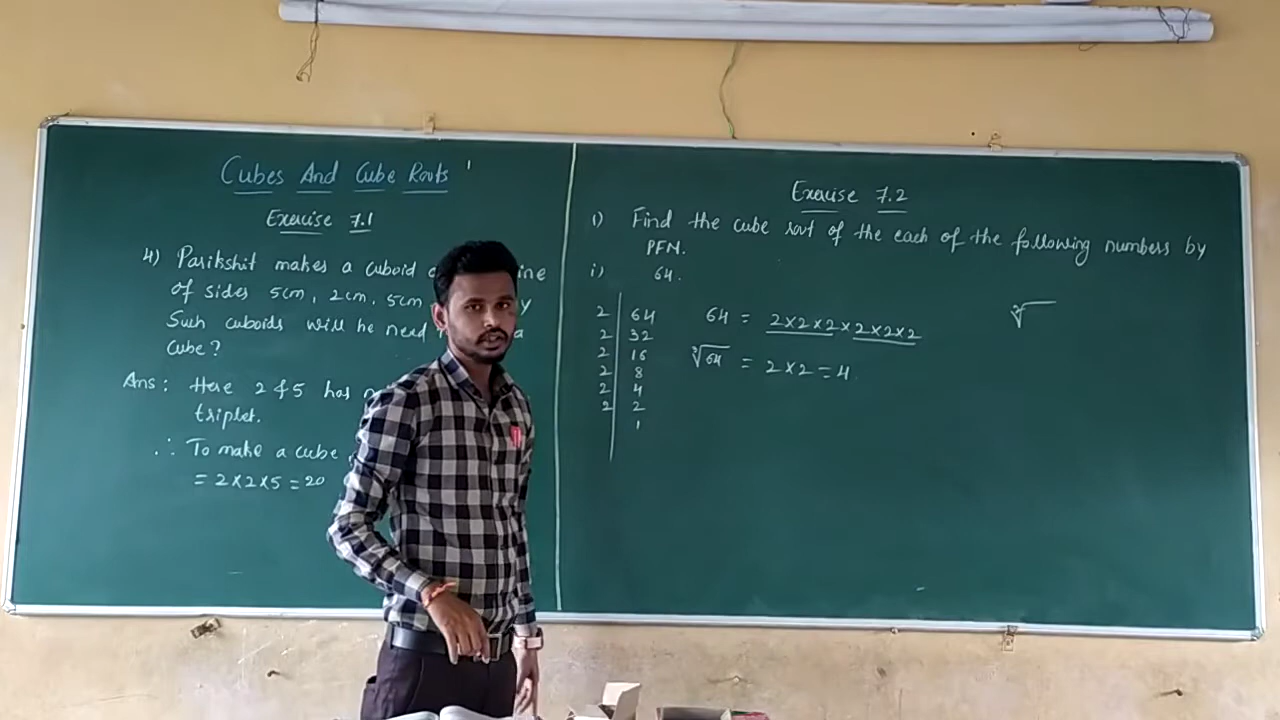 Cubes And Cube Roots
Exercise 7.1
4) Parikshit makes a cuboid
of sides 5cm, 2cm, 5cm
Such cuboids will he need
cube?
Ans: Here 2 & 5 has
triplet.
∴ To make a cube
= 2×2×5 = 20
Exercise 7.2
1) Find the cube root of the each of the following numbers by
PFM.
i) 64.
2 | 64
2 | 32
2 | 16
2 | 8
2 | 4
2 | 2
1
64 = 2×2×2×2×2×2
∛64 = 2×2 = 4.
∛